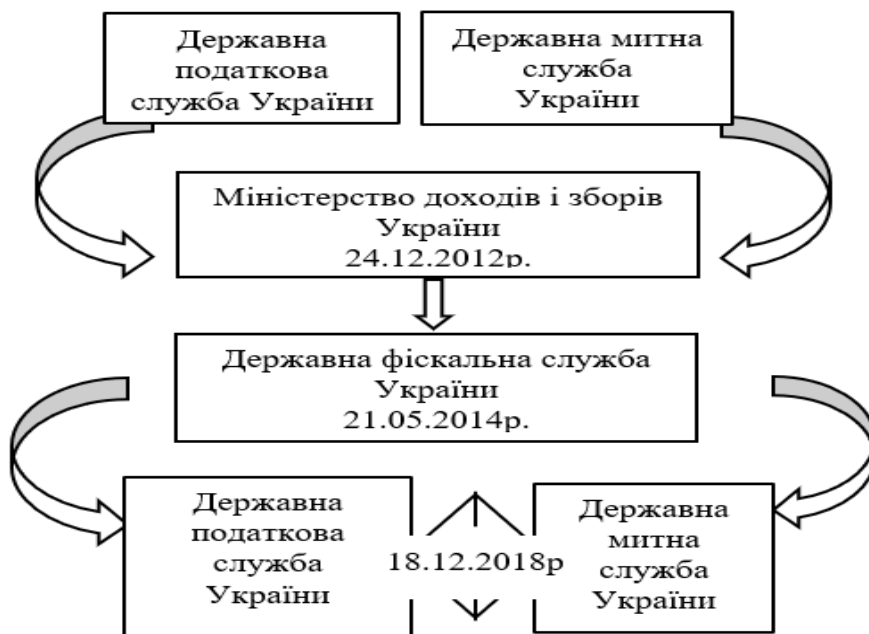 Державна
податкова
служба України
Державна митна
служба
України
Міністерство доходів і зборів
України
24.12.2012р.
Державна фіскальна служба
України
21.05.2014р.
Державна
податкова
служба
України
18.12.2018р
Державна
митна
служба
України